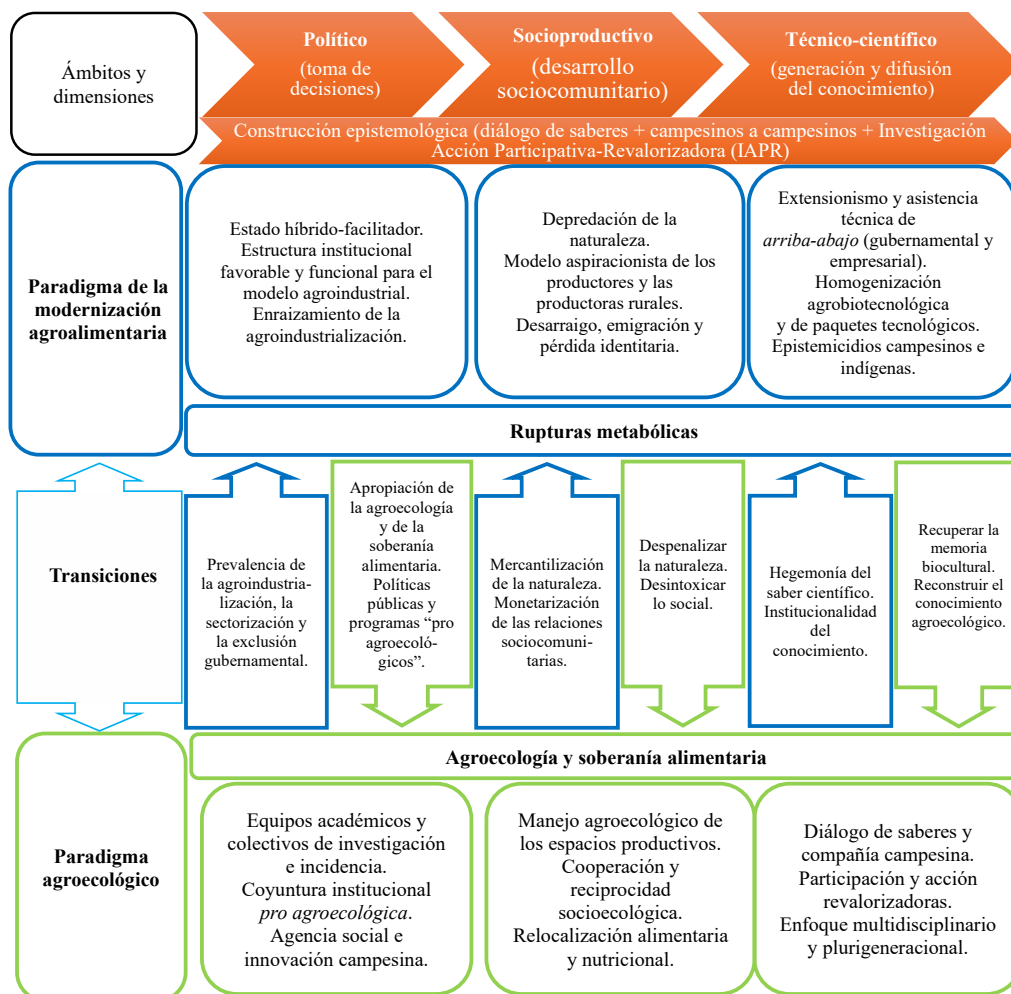 Ámbitos y
dimensiones
Político
(toma de
decisiones)
Socioproductivo
(desarrollo
sociocomunitario)
Técnico-científico
(generación y difusión
del conocimiento)
Construcción epistemológica (diálogo de saberes + campesinos a campesinos + Investigación
Acción Participativa-Revalorizadora (IAPR)
Paradigma de la
modernización
agroalimentaria
Estado híbrido-facilitador.
Estructura institucional
favorable y funcional para el
modelo agroindustrial.
Enraizamiento de la
agroindustrialización.
Depredación de la
naturaleza.
Modelo aspiracionista de los
productores y las
productoras rurales.
Desarraigo, emigración y
pérdida identitaria.
Extensionismo y asistencia
técnica de
arriba-abajo (gubernamental y
empresarial).
Homogenización
agrobiotecnológica
y de paquetes tecnológicos.
Epistemicidios campesinos e
indígenas.
Rupturas metabólicas
Transiciones
Prevalencia de
la agroindustria-
lización, la
sectorización y
la exclusión
gubernamental.
Apropiación de
la agroecología
y de la
soberanía
alimentaria.
Políticas
públicas y
programas “pro
agroecoló-
gicos”.
Mercantilización
de la naturaleza.
Monetarización
de las relaciones
sociocomuni-
tarias.
Despenalizar
la naturaleza.
Desintoxicar
lo social.
Hegemonía del
saber científico.
Institucionalidad
del
conocimiento.
Recuperar la
memoria
biocultural.
Reconstruir el
conocimiento
agroecológico.
Agroecología y soberanía alimentaria
Paradigma
agroecológico
Equipos académicos y
colectivos de investigación
e incidencia.
Coyuntura institucional
pro agroecológica.
Agencia social e
innovación campesina.
Manejo agroecológico de
los espacios productivos.
Cooperación y
reciprocidad
socioecológica.
Relocalización alimentaria
y nutricional.
Diálogo de saberes y
compañía campesina.
Participación y acción
revalorizadoras.
Enfoque multidisciplinario
y plurigeneracional.